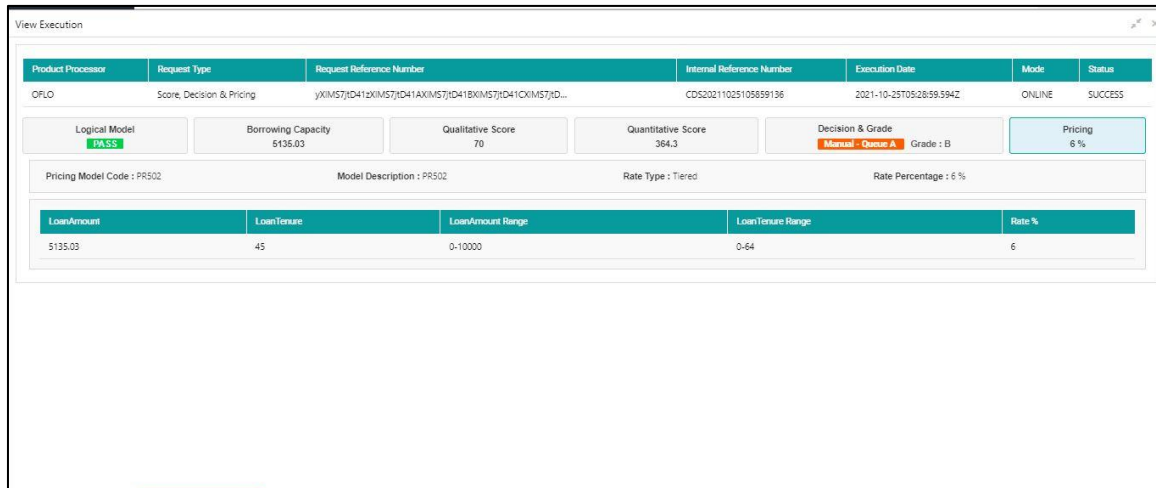 View Execution
Product Processor Request Type Request Reference Number Internal Reference Number Execution Date Mode Status
OFLO Score, Decision & Pricing yXIMS7jtD41zXIMS7jtD41AXIMS7jtD41BXIMS7jtD41CXIMS7jtD... CDS20211025105859136 2021-10-25T05:28:59.594Z ONLINE SUCCESS
Logical Model Borrowing Capacity Qualitative Score Quantitative Score Decision & Grade Pricing
PASS 5135.03 70 364.3 Manual - Queue A Grade : B 6 %
Pricing Model Code : PR502 Model Description : PR502 Rate Type : Tiered Rate Percentage : 6 %
LoanAmount LoanTenure LoanAmount Range LoanTenure Range Rate %
5135.03 45 0-10000 0-64 6